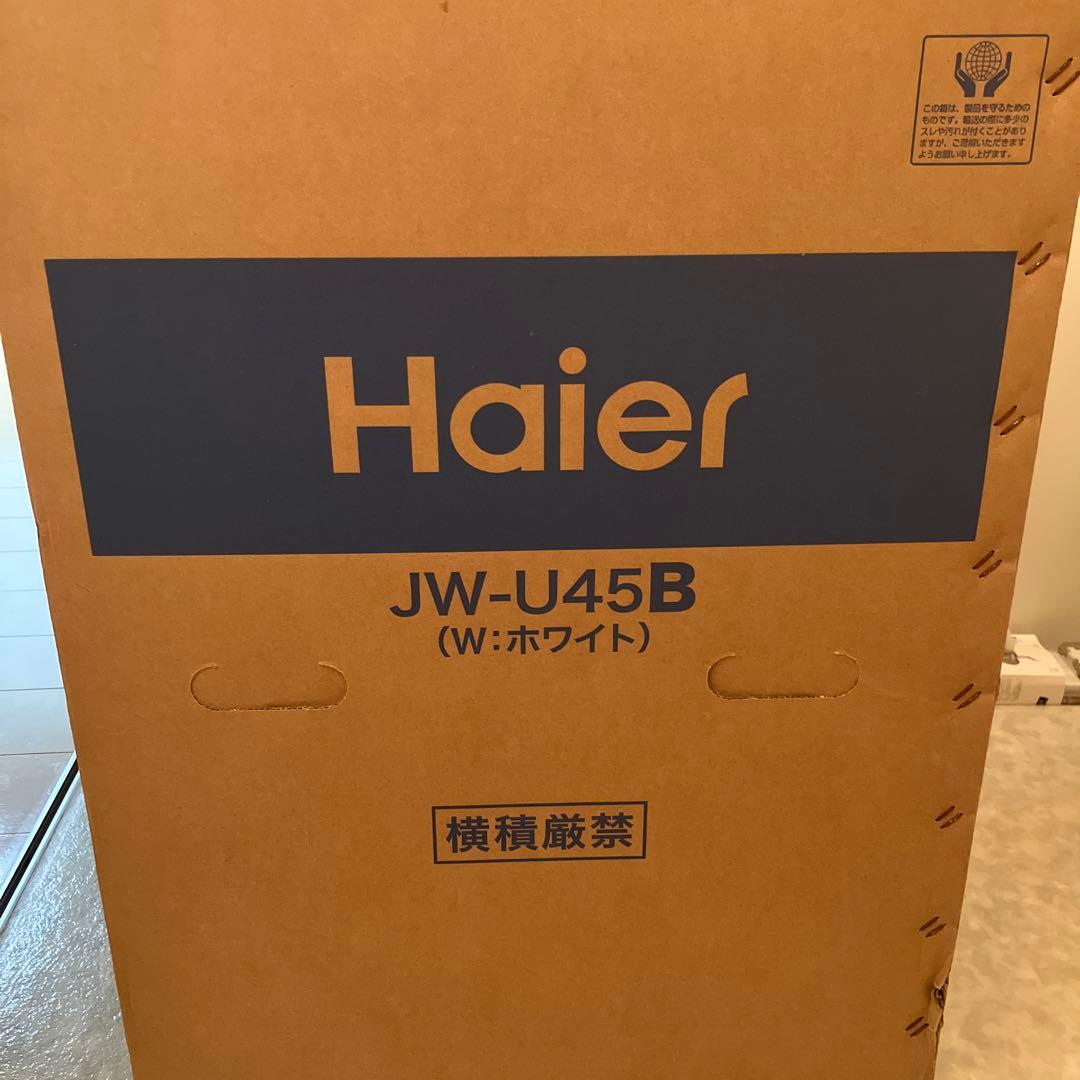 この箱は、製品を守るための
ものです。輸送の際に多少の
スレや汚れが付くことがあり
ますが、ご理解いただきます
ようお願い申し上げます。
Haier
JW-U45B
(W:ホワイト)
横積厳禁